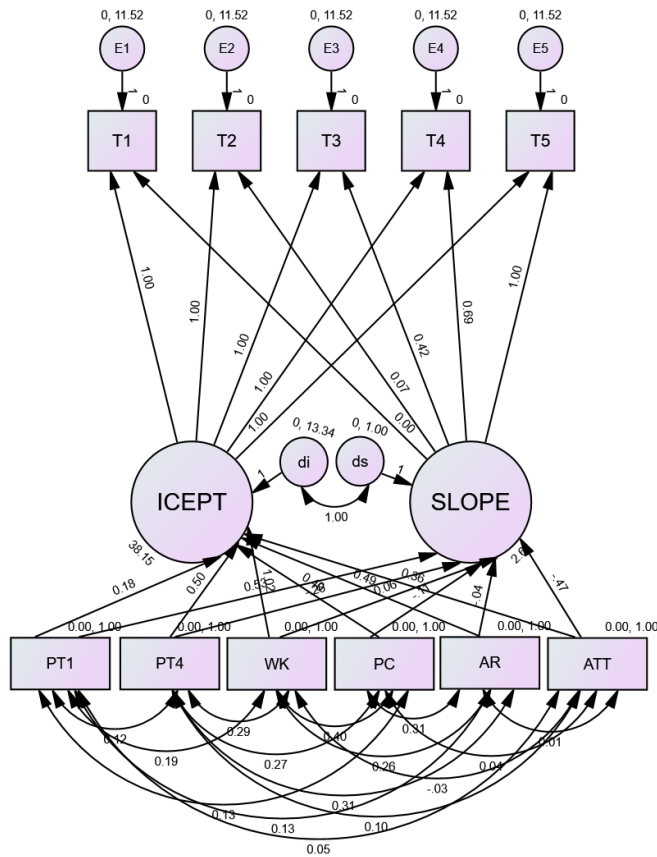 0, 11.52 0, 11.52 0, 11.52 0, 11.52 0, 11.52
E1 E2 E3 E4 E5
1 0 1 0 1 0 1 0 1 0
T1 T2 T3 T4 T5
1.00 1.00 1.00 1.00 1.00
0.00 0.07 0.42 0.69 1.00
0, 13.34 0, 1.00
di ds
1 1
1.00
ICEPT SLOPE
38.15
0.18 0.50 0.49 0.06 0.36 -.04 -.47
0.00, 1.00 0.00, 1.00 0.00, 1.00 0.00, 1.00 0.00, 1.00 0.00, 1.00
PT1 PT4 WK PC AR ATT
0.12 0.29 0.40 0.31 0.01
0.19 0.27 0.26 0.04
-.03
0.13 0.31
0.13 0.10
0.05